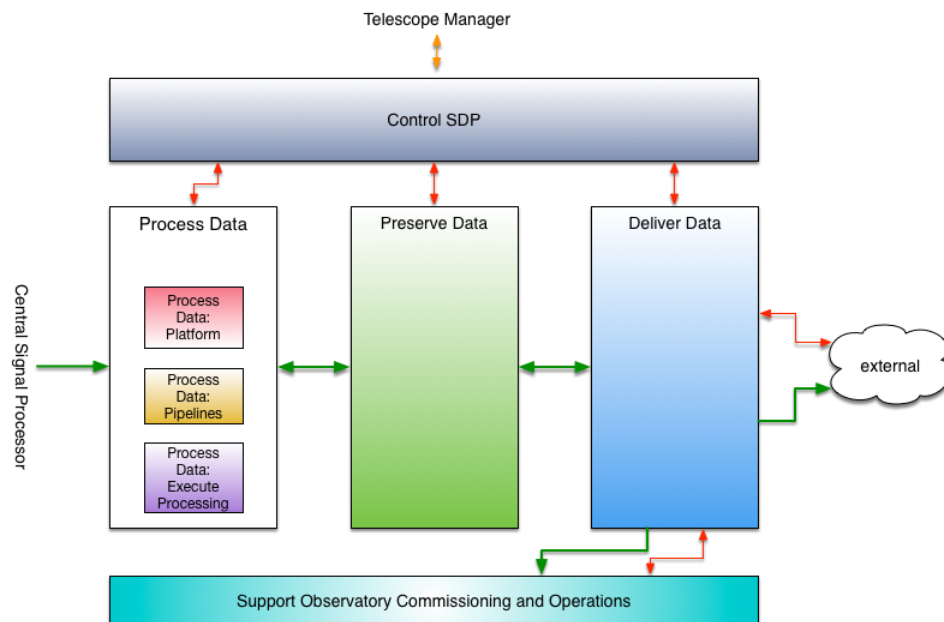 Telescope Manager
Control SDP
Process Data
Preserve Data
Deliver Data
Central Signal Processor
Process
Data:
Platform
Process
Data:
Pipelines
Process
Data:
Execute
Processing
external
Support Observatory Commissioning and Operations